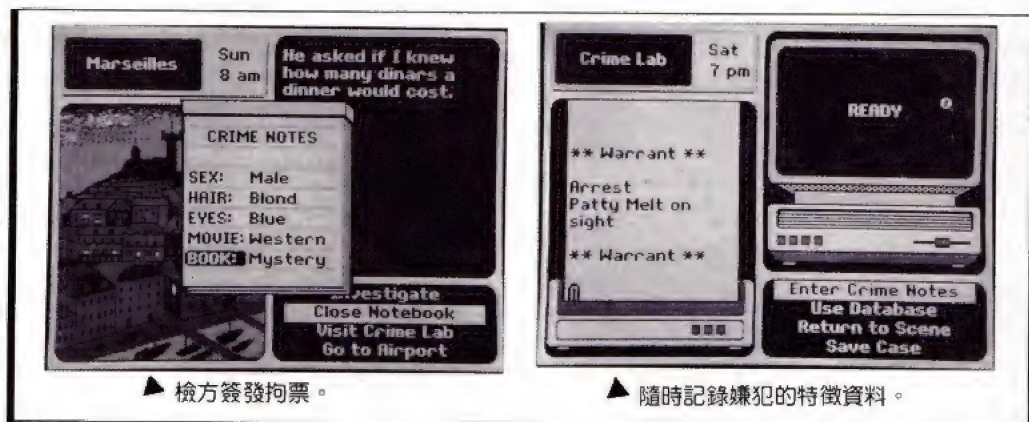 Marseilles
Sun
8 am
He asked if I knew
how many dinars a
dinner would cost.
CRIME NOTES
SEX: Male
HAIR: Blond
EYES: Blue
MOVIE: Western
BOOK: Mystery
Investigate
Close Notebook
Visit Crime Lab
Go to Airport
▲ 檢方簽發拘票。
Crime Lab
Sat
7 pm
** Warrant **
Arrest
Patty Melt on
sight
** Warrant **
READY
Enter Crime Notes
Use Database
Return to Scene
Save Case
▲ 隨時記錄嫌犯的特徵資料。